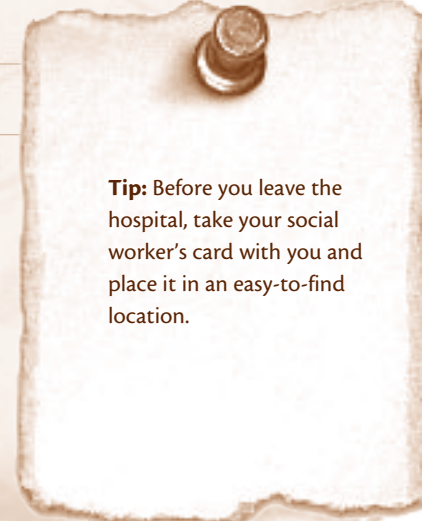 Tip: Before you leave the
hospital, take your social
worker’s card with you and
place it in an easy-to-find
location.